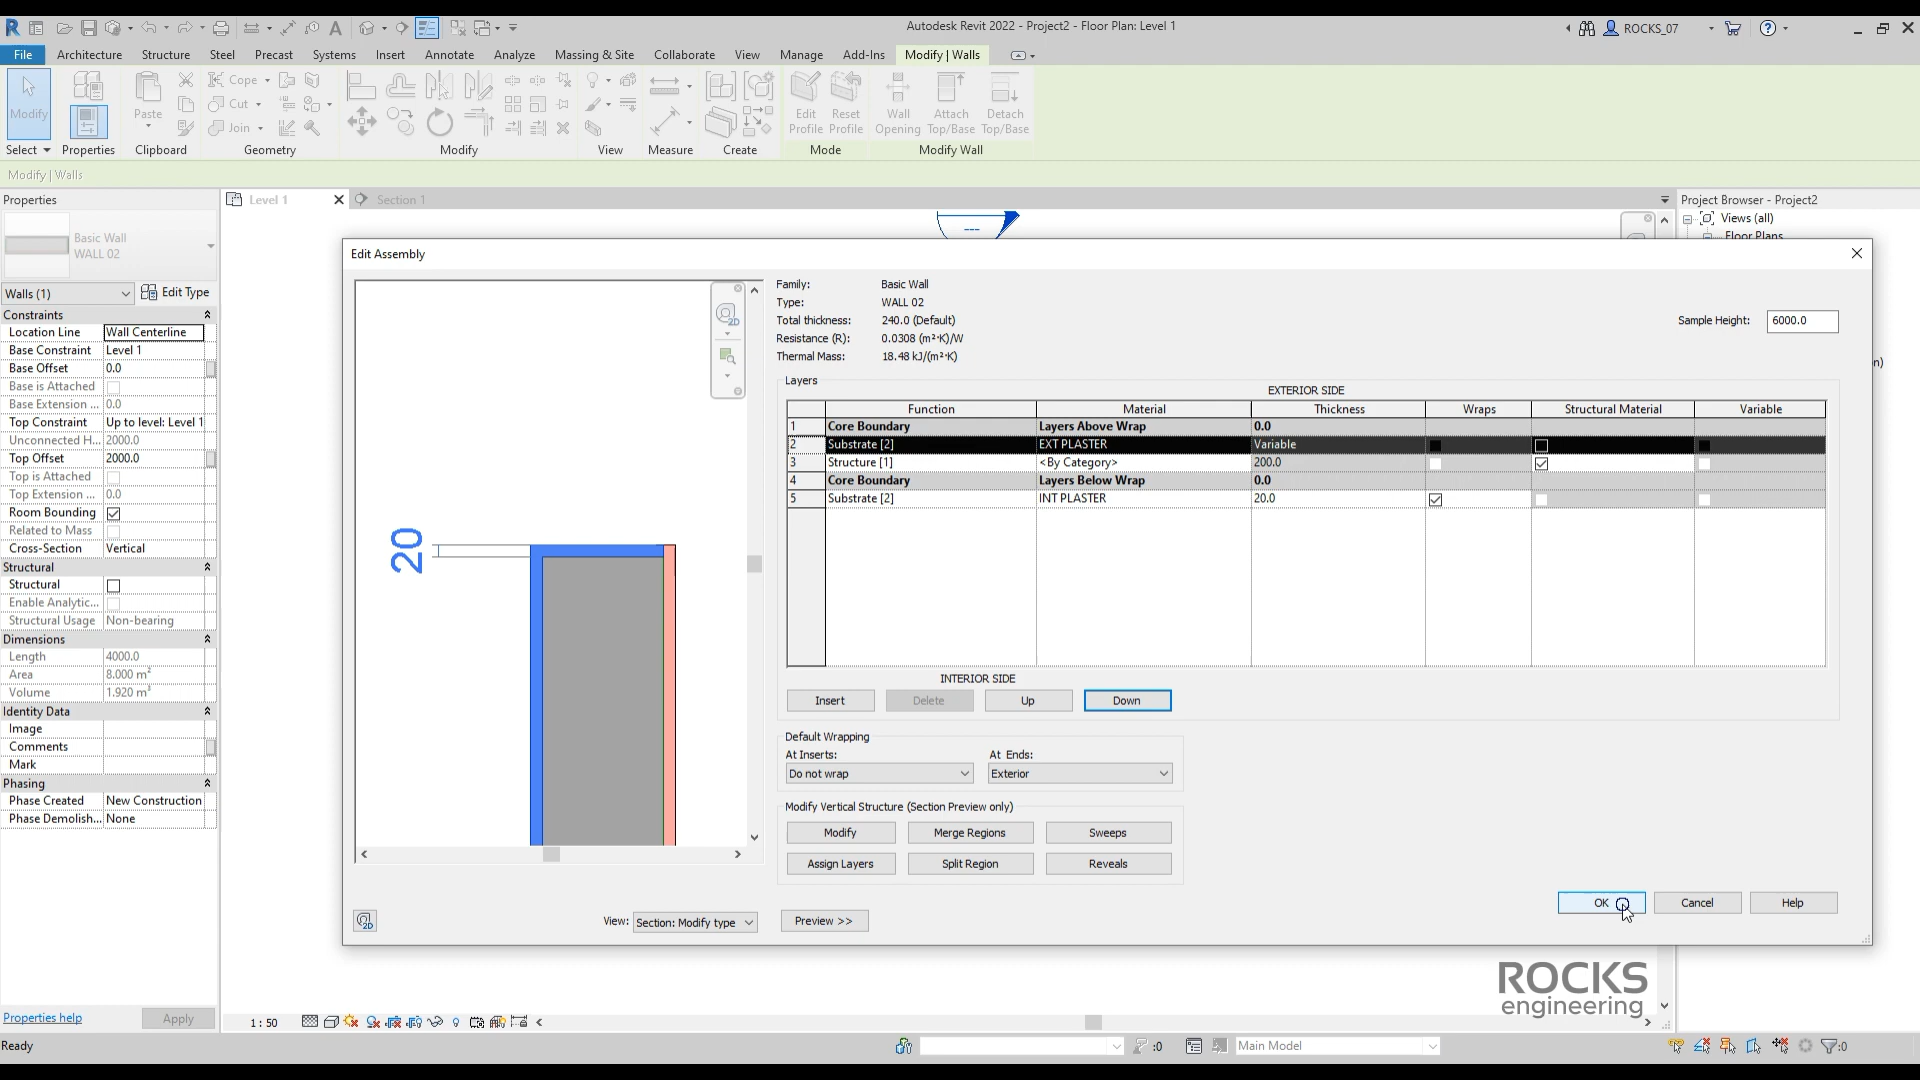 Autodesk Revit 2022 - Project2 - Floor Plan: Level 1
ROCKS_07
File Architecture Structure Steel Precast Systems Insert Annotate Analyze Massing & Site Collaborate View Manage Add-Ins Modify | Walls
Modify
Paste
Cope
Cut
Join
Edit Profile
Reset Profile
Wall Opening
Attach Top/Base
Detach Top/Base
Select Properties Clipboard Geometry Modify View Measure Create Mode Modify Wall
Modify | Walls
Properties
Basic Wall
WALL 02
Walls (1) Edit Type
Constraints
Location Line Wall Centerline
Base Constraint Level 1
Base Offset 0.0
Base is Attached
Base Extension ... 0.0
Top Constraint Up to level: Level 1
Unconnected H... 2000.0
Top Offset 2000.0
Top is Attached
Top Extension ... 0.0
Room Bounding
Related to Mass
Cross-Section Vertical
Structural
Structural
Enable Analytic...
Structural Usage Non-bearing
Dimensions
Length 4000.0
Area 8.000 m²
Volume 1.920 m³
Identity Data
Image
Comments
Mark
Phasing
Phase Created New Construction
Phase Demolish... None
Properties help Apply
Level 1 Section 1
Project Browser - Project2
Views (all)
Floor Plans
Edit Assembly
20
2D
Family: Basic Wall
Type: WALL 02
Total thickness: 240.0 (Default)
Resistance (R): 0.0308 (m²·K)/W
Thermal Mass: 18.48 kJ/(m²·K)
Sample Height: 6000.0
Layers
EXTERIOR SIDE
Function Material Thickness Wraps Structural Material Variable
1 Core Boundary Layers Above Wrap 0.0
2 Substrate [2] EXT PLASTER Variable
3 Structure [1] <By Category> 200.0
4 Core Boundary Layers Below Wrap 0.0
5 Substrate [2] INT PLASTER 20.0
INTERIOR SIDE
Insert Delete Up Down
Default Wrapping
At Inserts: At Ends:
Do not wrap Exterior
Modify Vertical Structure (Section Preview only)
Modify Merge Regions Sweeps
Assign Layers Split Region Reveals
OK Cancel Help
2D
View: Section: Modify type Preview >>
n)
ROCKS
engineering
1 : 50
Ready
:0
Main Model
:0